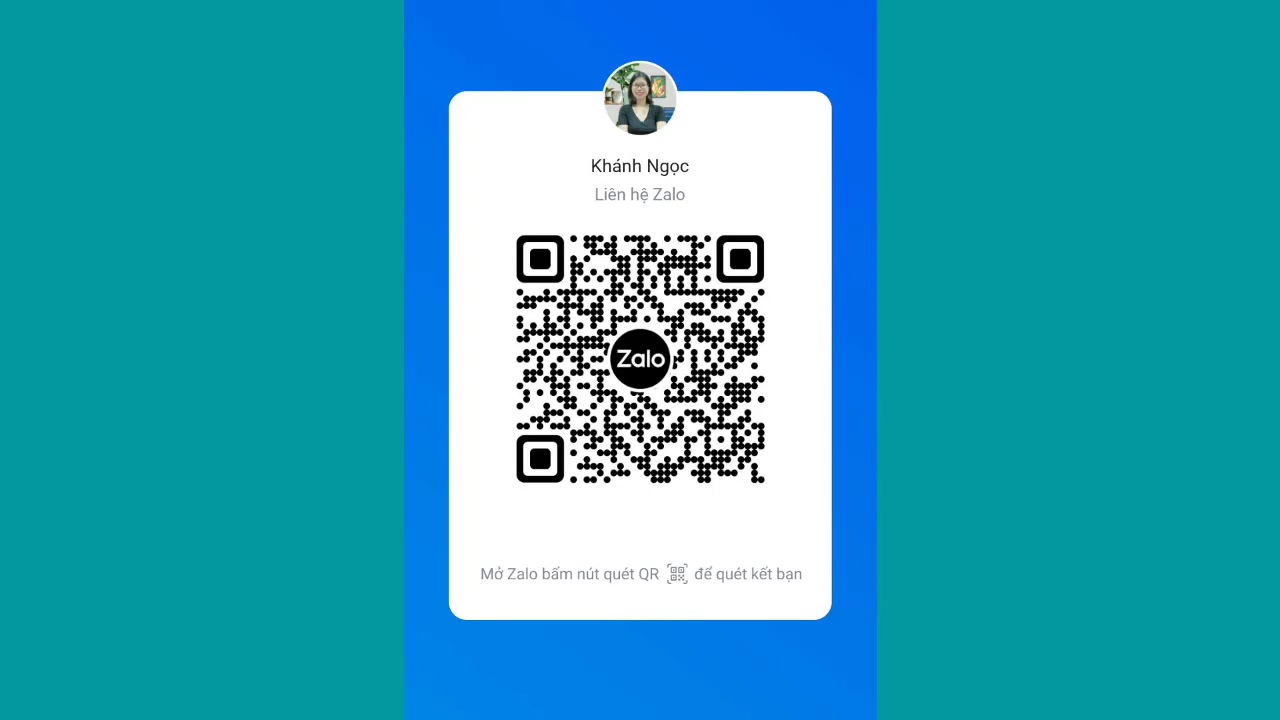 Khánh Ngọc
Liên hệ Zalo
Zalo
Mở Zalo bấm nút quét QR để quét kết bạn